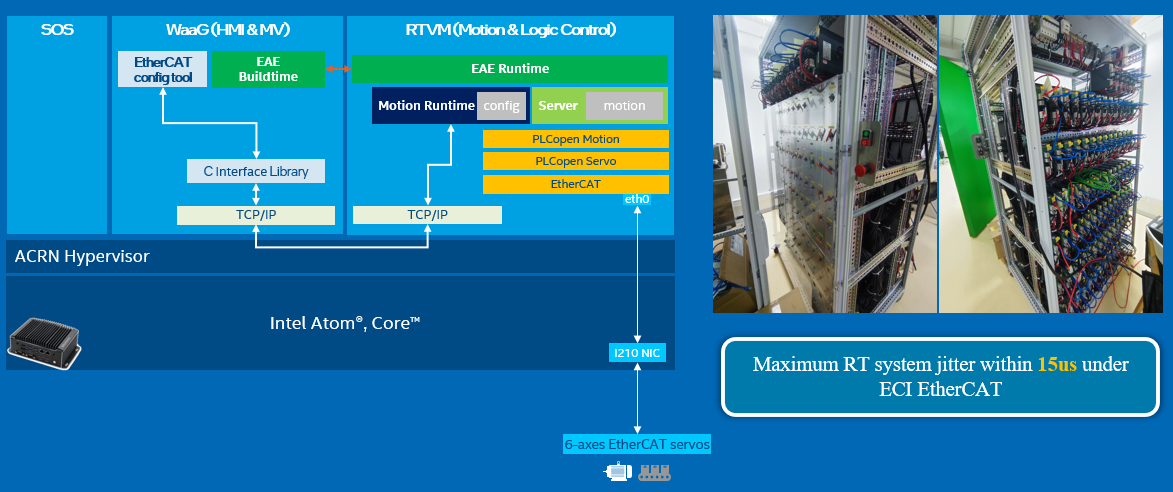 SOS
WaaG (HMI & MV)
RTVM (Motion & Logic Control)
EtherCAT
config tool
EAE
Buildtime
EAE Runtime
Motion Runtime
config
Server
motion
PLCopen Motion
PLCopen Servo
EtherCAT
eth0
C Interface Library
TCP/IP
TCP/IP
ACRN Hypervisor
Intel Atom®, Core™
I210 NIC
6-axes EtherCAT servos
Maximum RT system jitter within 15us under
ECI EtherCAT